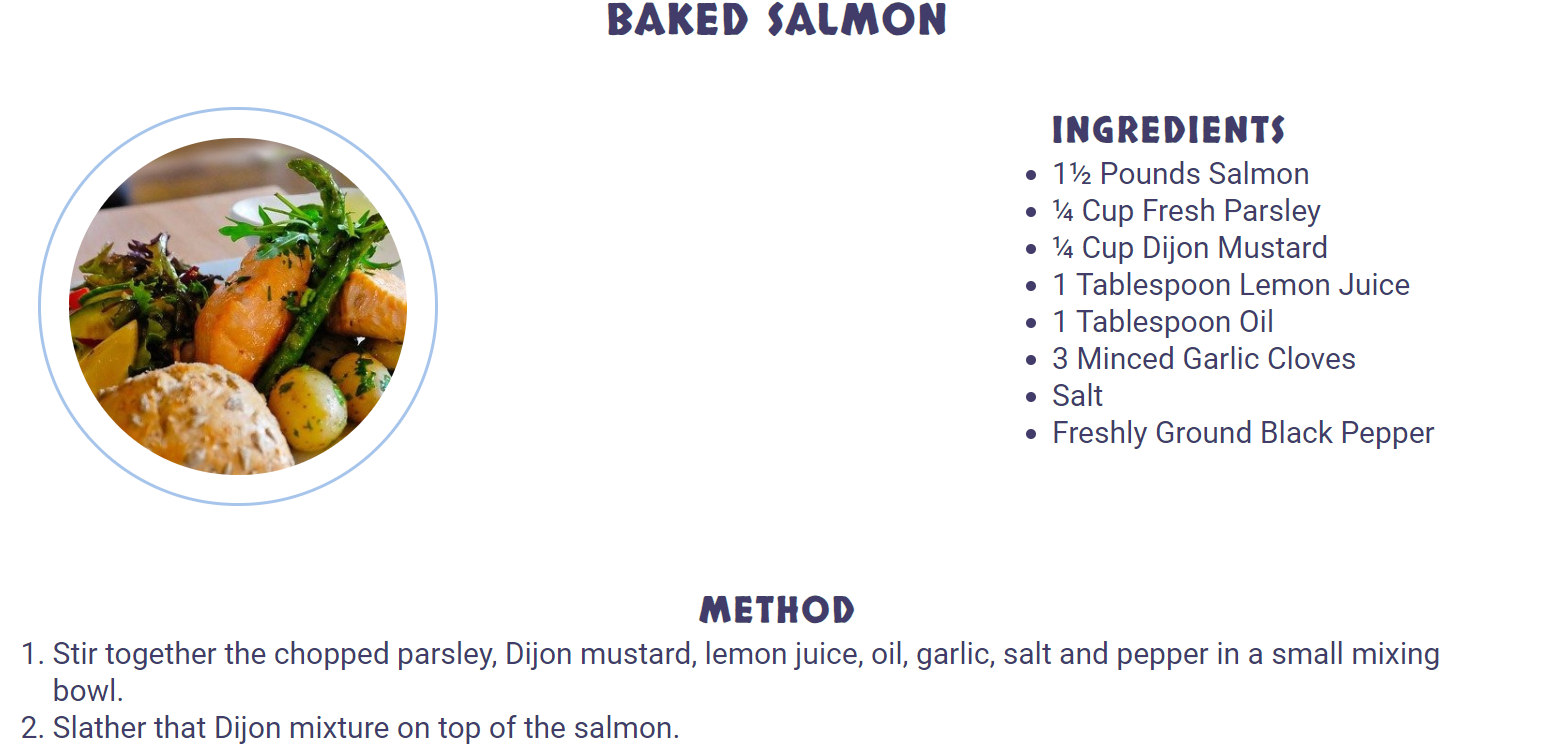 BAKED SALMON
INGREDIENTS
• 1½ Pounds Salmon
• ¼ Cup Fresh Parsley
• ¼ Cup Dijon Mustard
• 1 Tablespoon Lemon Juice
• 1 Tablespoon Oil
• 3 Minced Garlic Cloves
• Salt
• Freshly Ground Black Pepper
METHOD
1. Stir together the chopped parsley, Dijon mustard, lemon juice, oil, garlic, salt and pepper in a small mixing
bowl.
2. Slather that Dijon mixture on top of the salmon.